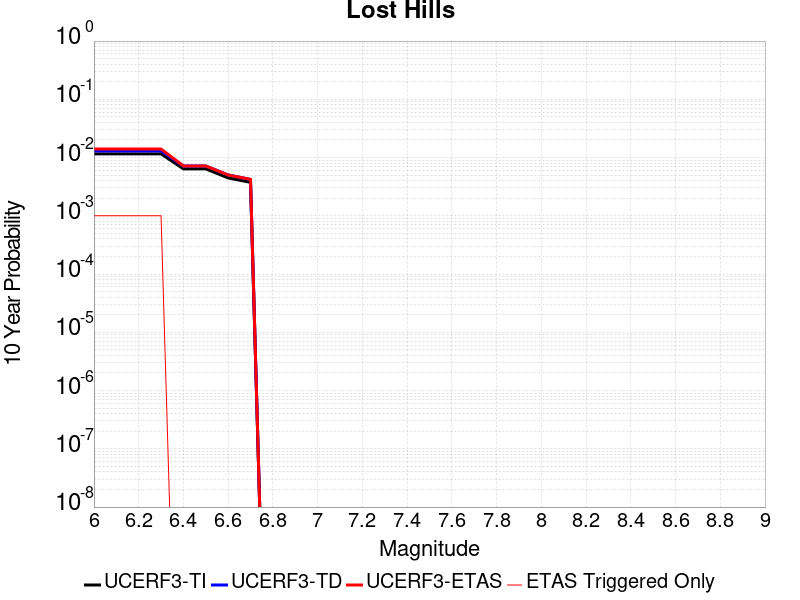 Lost Hills
10 0
10 -1
10 -2
10 -3
10 -4
10 -5
10 -6
10 -7
10 -8
10 Year Probability
6 6.2 6.4 6.6 6.8 7 7.2 7.4 7.6 7.8 8 8.2 8.4 8.6 8.8 9
Magnitude
UCERF3-TI UCERF3-TD UCERF3-ETAS ETAS Triggered Only